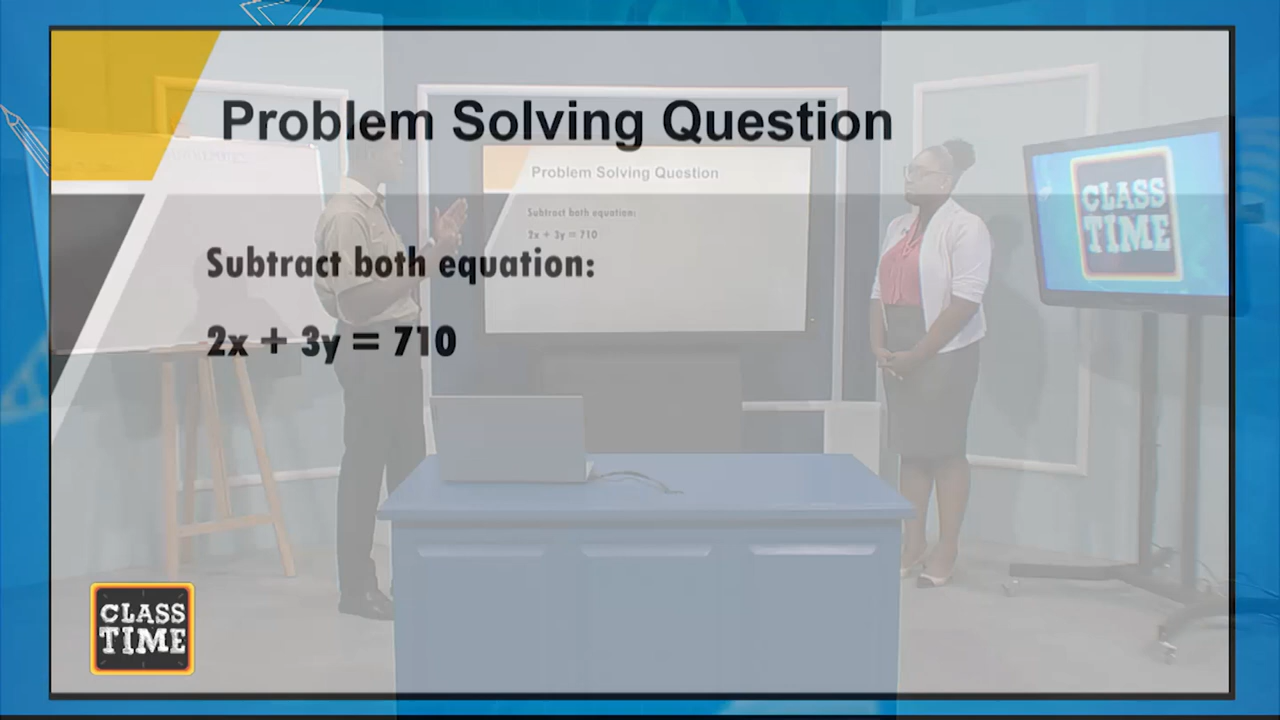 Problem Solving Question
Subtract both equation:
2x + 3y = 710
Problem Solving Question
Subtract both equation:
2x + 3y = 710
CLASS
TIME
CLASS
TIME